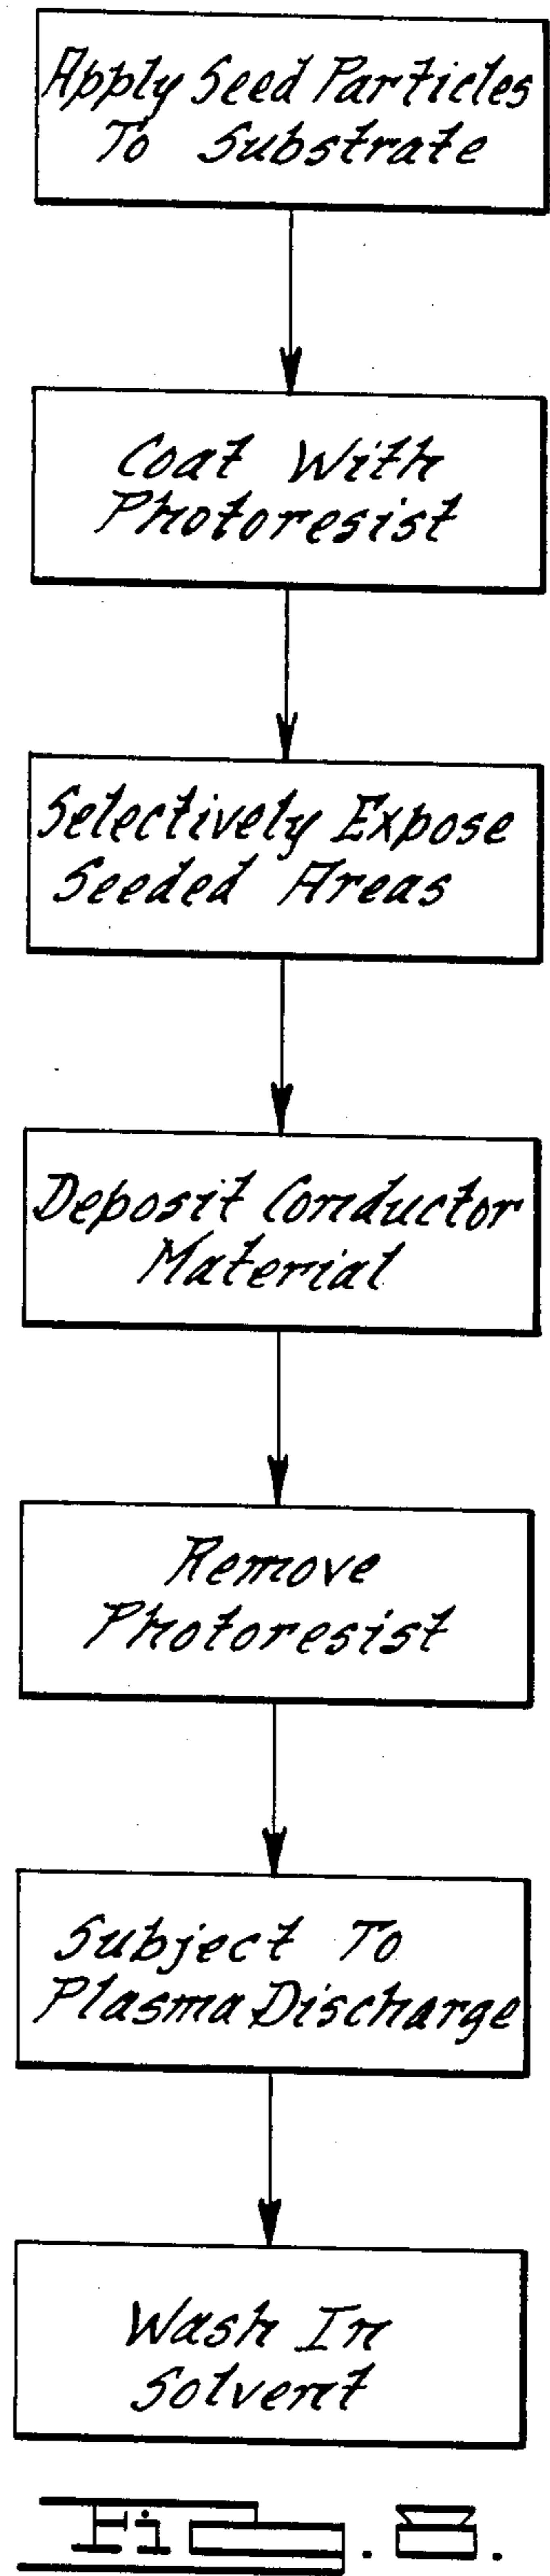 Apply Seed Particles
To Substrate
Coat With
Photoresist
Selectively Expose
Seeded Areas
Deposit Conductor
Material
Remove
Photoresist
Subject To
Plasma Discharge
Wash In
Solvent
Fig. 8.